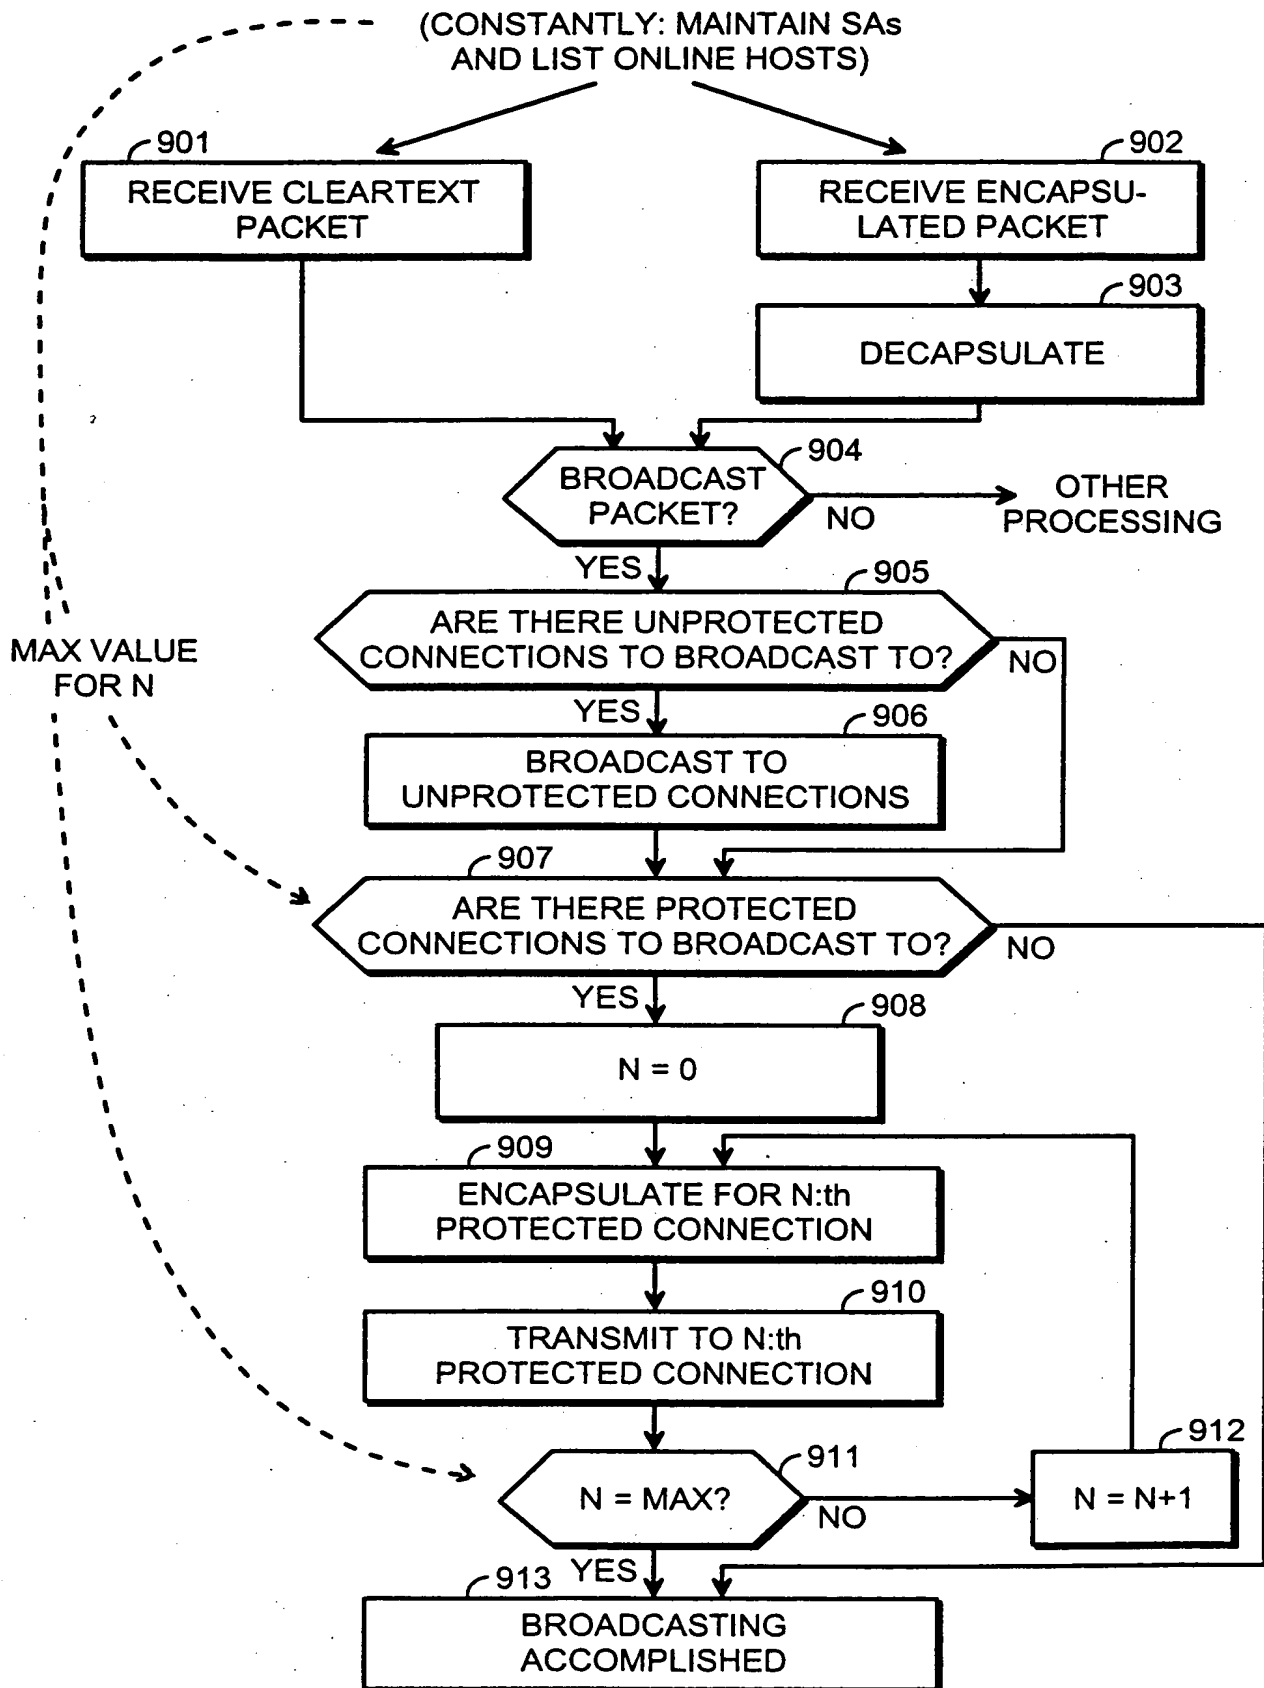 (CONSTANTLY: MAINTAIN SAs
AND LIST ONLINE HOSTS)
901
RECEIVE CLEARTEXT
PACKET
902
RECEIVE ENCAPSU-
LATED PACKET
903
DECAPSULATE
904
BROADCAST
PACKET?
NO
OTHER
PROCESSING
YES
905
ARE THERE UNPROTECTED
CONNECTIONS TO BROADCAST TO?
NO
MAX VALUE
FOR N
YES
906
BROADCAST TO
UNPROTECTED CONNECTIONS
907
ARE THERE PROTECTED
CONNECTIONS TO BROADCAST TO?
NO
YES
908
N = 0
909
ENCAPSULATE FOR N:th
PROTECTED CONNECTION
910
TRANSMIT TO N:th
PROTECTED CONNECTION
911
N = MAX?
NO
912
N = N+1
YES
913
BROADCASTING
ACCOMPLISHED